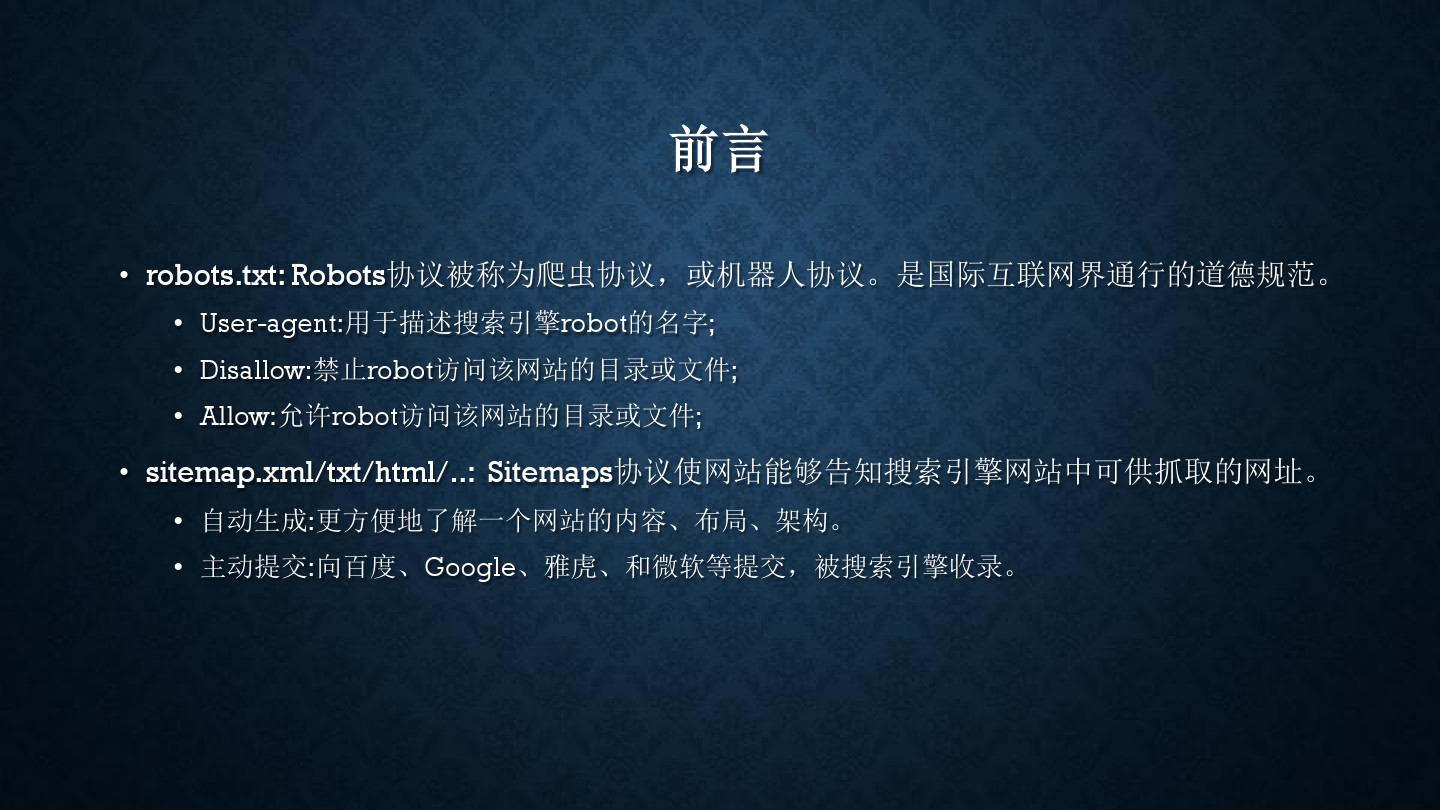 前言
• robots.txt: Robots协议被称为爬虫协议，或机器人协议。是国际互联网界通行的道德规范。
• User-agent:用于描述搜索引擎robot的名字;
• Disallow:禁止robot访问该网站的目录或文件;
• Allow:允许robot访问该网站的目录或文件;
• sitemap.xml/txt/html/..: Sitemaps协议使网站能够告知搜索引擎网站中可供抓取的网址。
• 自动生成:更方便地了解一个网站的内容、布局、架构。
• 主动提交:向百度、Google、雅虎、和微软等提交，被搜索引擎收录。